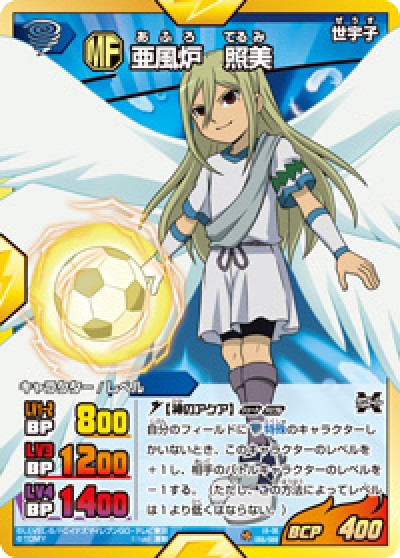 MF
あふろ てるみ
亜風炉 照美
ぜうす
世宇子
キャラクター / レベル
BP 800
LV3
BP 1200
LV4
BP 1400
【神のアクア】
自分のフィールドに 特殊のキャラクターし
かいないとき、このキャラクターのレベルを
+1し、相手のバトルキャラクターのレベルを
-1する。(ただし、この方法によってレベル
は1より低くはならない。)
©TOMY
BCP 400